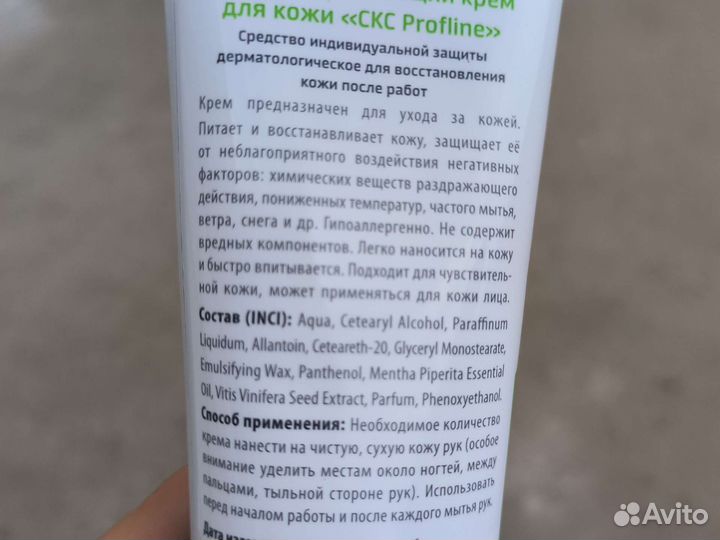 крем
для кожи «СКС Profline»
Средство индивидуальной защиты
дерматологическое для восстановления
кожи после работ
Крем предназначен для ухода за кожей.
Питает и восстанавливает кожу, защищает её
от неблагоприятного воздействия негативных
факторов: химических веществ раздражающего
действия, пониженных температур, частого мытья,
ветра, снега и др. Гипоаллергенно. Не содержит
вредных компонентов. Легко наносится на кожу
и быстро впитывается. Подходит для чувствитель-
ной кожи, может применяться для кожи лица.
Состав (INCI): Aqua, Cetearyl Alcohol, Paraffinum
Liquidum, Allantoin, Ceteareth-20, Glyceryl Monostearate,
Emulsifying Wax, Panthenol, Mentha Piperita Essential
Oil, Vitis Vinifera Seed Extract, Parfum, Phenoxyethanol.
Способ применения: Необходимое количество
крема нанести на чистую, сухую кожу рук (особое
внимание уделить местам около ногтей, между
пальцами, тыльной стороне рук). Использовать
перед началом работы и после каждого мытья рук.
Дата
Avito